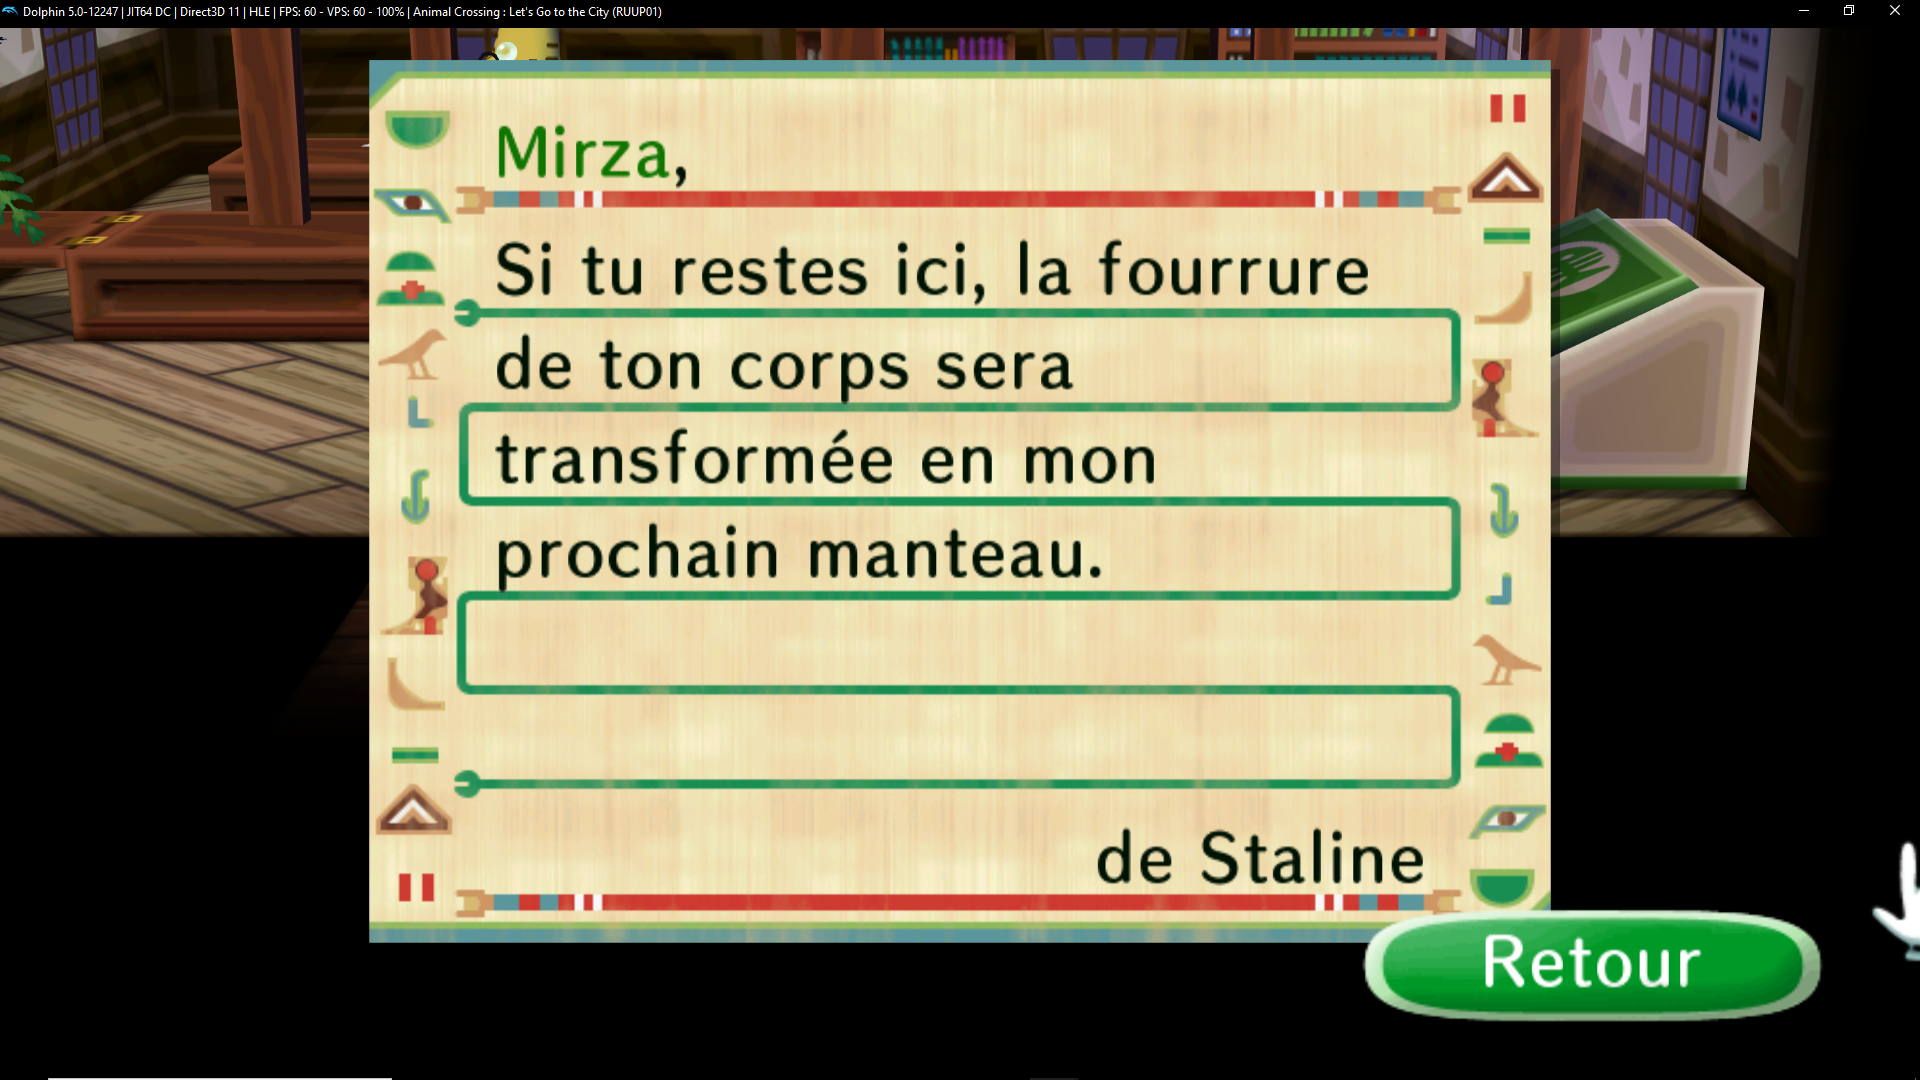 Dolphin 5.0-12247 | JIT64 DC | Direct3D 11 | HLE | FPS: 60 - VPS: 60 - 100% | Animal Crossing : Let's Go to the City (RUUP01)
Mirza,
Si tu restes ici, la fourrure
de ton corps sera
transformée en mon
prochain manteau.
de Staline
Retour